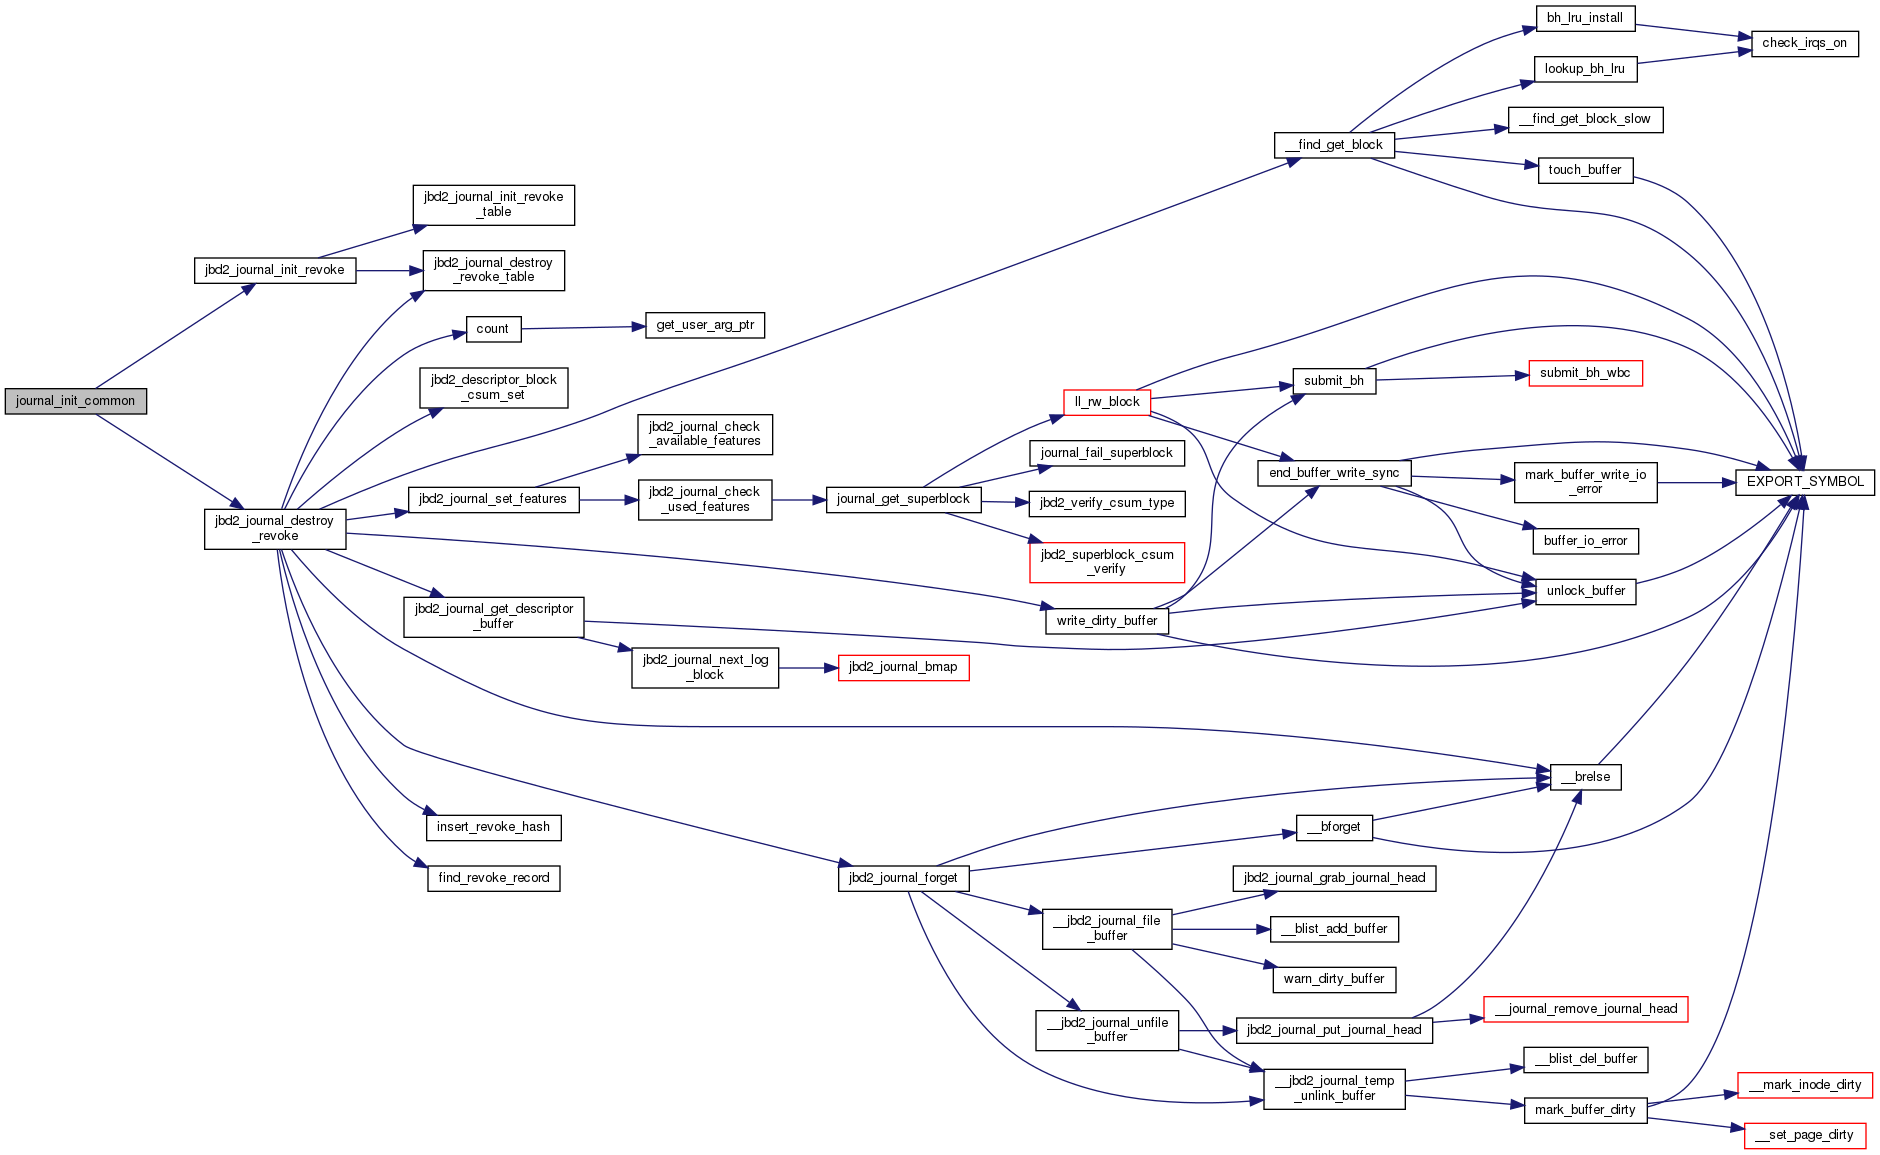 journal_init_common
jbd2_journal_init_revoke
jbd2_journal_destroy
_revoke
jbd2_journal_init_revoke
_table
jbd2_journal_destroy
_revoke_table
count
get_user_arg_ptr
jbd2_descriptor_block
_csum_set
jbd2_journal_set_features
jbd2_journal_check
_available_features
jbd2_journal_check
_used_features
jbd2_journal_get_descriptor
_buffer
jbd2_journal_next_log
_block
jbd2_journal_bmap
insert_revoke_hash
find_revoke_record
journal_get_superblock
ll_rw_block
journal_fail_superblock
jbd2_verify_csum_type
jbd2_superblock_csum
_verify
write_dirty_buffer
jbd2_journal_forget
__jbd2_journal_file
_buffer
__jbd2_journal_unfile
_buffer
__find_get_block
submit_bh
end_buffer_write_sync
__bforget
jbd2_journal_grab_journal_head
__blist_add_buffer
warn_dirty_buffer
jbd2_journal_put_journal_head
__jbd2_journal_temp
_unlink_buffer
bh_lru_install
lookup_bh_lru
__find_get_block_slow
touch_buffer
submit_bh_wbc
mark_buffer_write_io
_error
buffer_io_error
unlock_buffer
__brelse
__journal_remove_journal_head
__blist_del_buffer
mark_buffer_dirty
check_irqs_on
EXPORT_SYMBOL
__mark_inode_dirty
__set_page_dirty